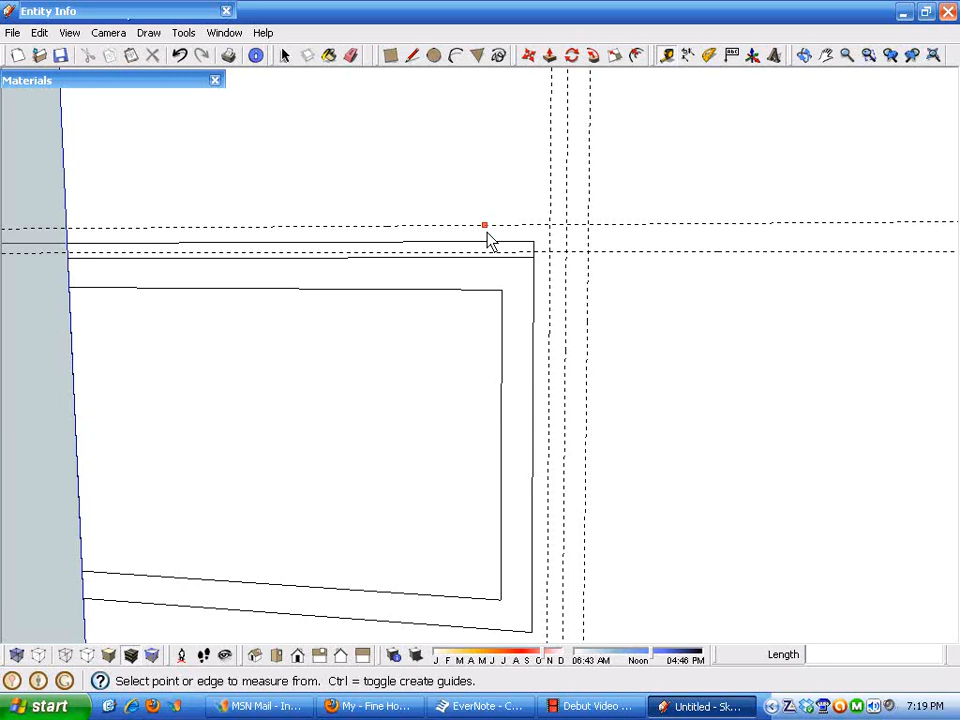 Entity Info
File Edit View Camera Draw Tools Window Help
Materials
J F M A M J J A S O N D 06:43 AM Noon 04:46 PM Length
Select point or edge to measure from. Ctrl = toggle create guides.
start MSN Mail - In... My - Fine Ho... EverNote - C... Debut Video ... Untitled - Sk... 7:19 PM